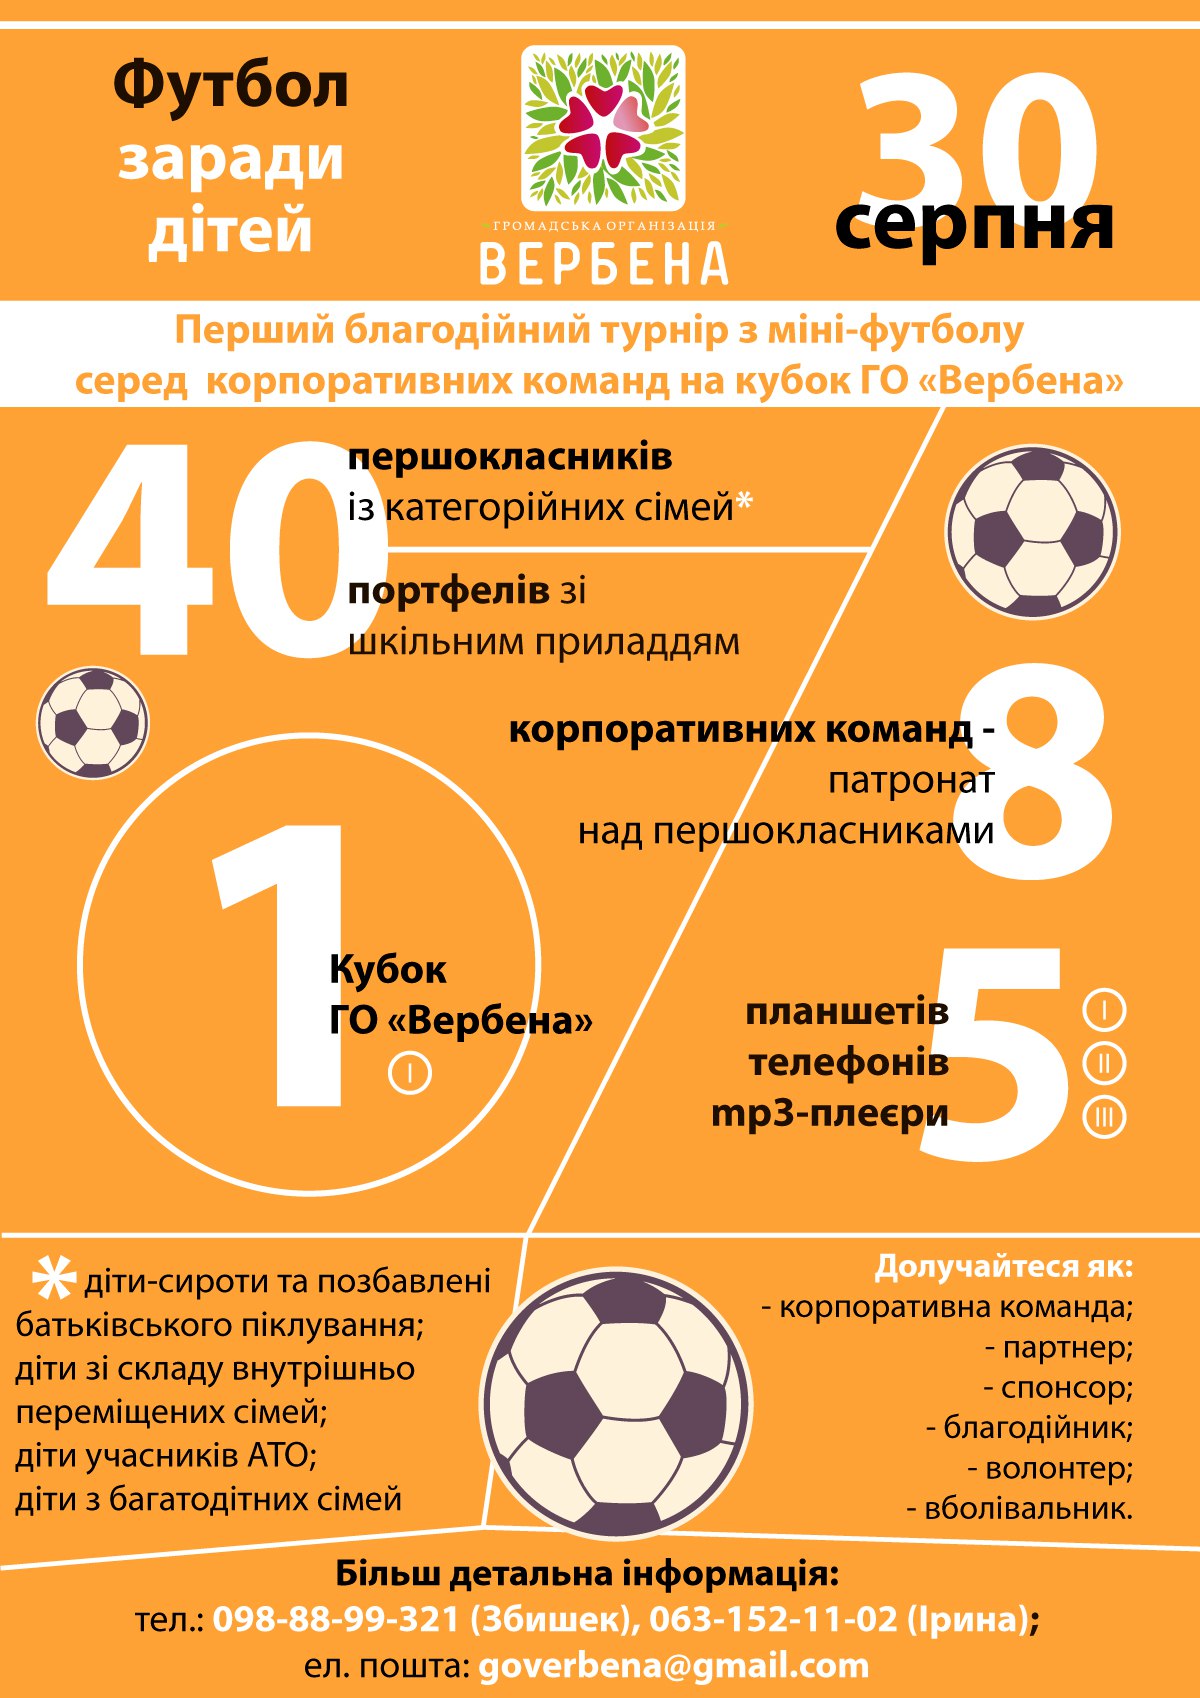 Футбол
заради
дітей
ГРОМАДСЬКА ОРГАНІЗАЦІЯ
ВЕРБЕНА
30
серпня
Перший благодійний турнір з міні-футболу
серед корпоративних команд на кубок ГО «Вербена»
40
першокласників
із категорійних сімей*
портфелів зі
шкільним приладдям
8
корпоративних команд -
патронат
над першокласниками
1
Кубок
ГО «Вербена»
I
5
планшетів I
телефонів II
mp3-плеєри III
* діти-сироти та позбавлені
батьківського піклування;
діти зі складу внутрішньо
переміщених сімей;
діти учасників АТО;
діти з багатодітних сімей
Долучайтеся як:
- корпоративна команда;
- партнер;
- спонсор;
- благодійник;
- волонтер;
- вболівальник.
Більш детальна інформація:
тел.: 098-88-99-321 (Збишек), 063-152-11-02 (Ірина);
ел. пошта: goverbena@gmail.com